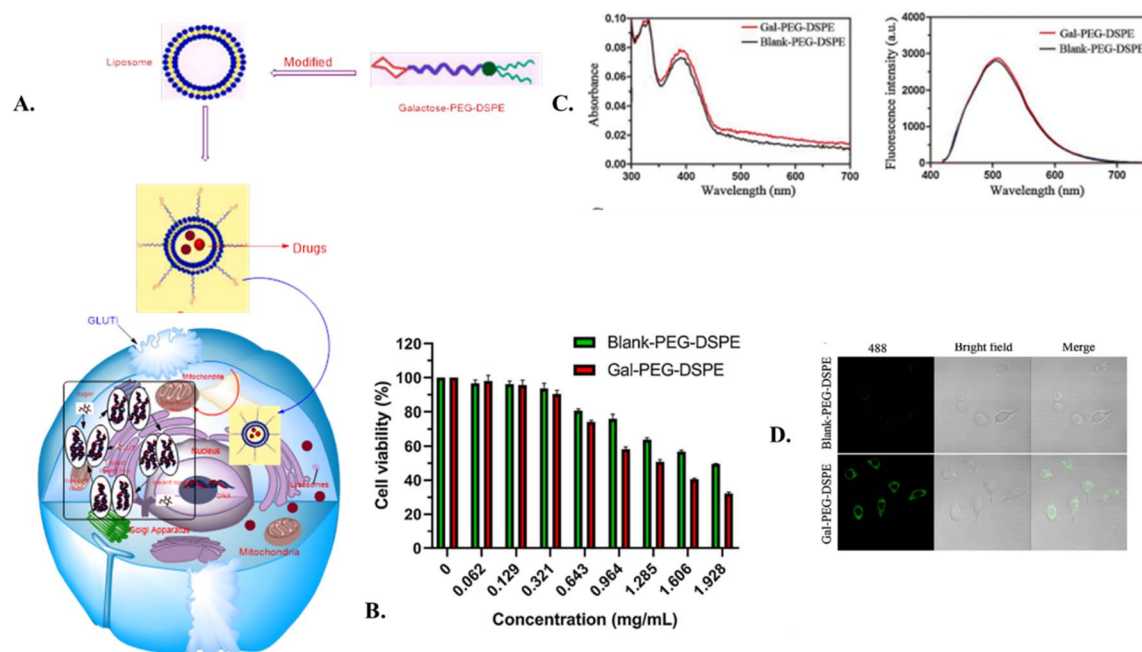 Liposome
Modified
Galactose-PEG-DSPE
A.
Drugs
GLUTI
Mitochondria
sugar
Nucleus
DNA
Lysosomes
Golgi Apparatus
Mitochondria
C.
Gal-PEG-DSPE
Blank-PEG-DSPE
Absorbance
0.10
0.08
0.06
0.04
0.02
0.00
300 400 500 600 700
Wavelength (nm)
Gal-PEG-DSPE
Blank-PEG-DSPE
Fluorescence intensity (a.u.)
4000
3000
2000
1000
0
400 500 600 700
Wavelength (nm)
Blank-PEG-DSPE
Gal-PEG-DSPE
Cell viability (%)
120
100
80
60
40
20
0
0 0.062 0.129 0.321 0.643 0.964 1.285 1.606 1.928
Concentration (mg/mL)
B.
488 Bright field Merge
Blank-PEG-DSPE
Gal-PEG-DSPE
D.